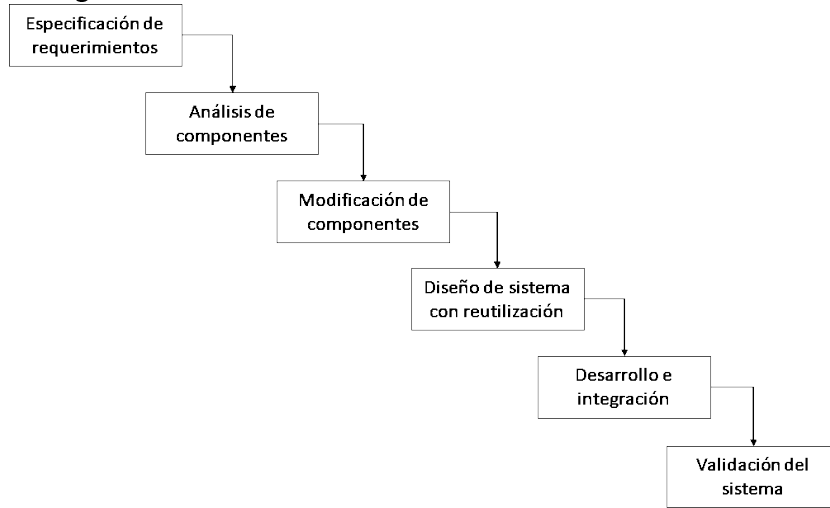 Especificación de
requerimientos
Análisis de
componentes
Modificación de
componentes
Diseño de sistema
con reutilización
Desarrollo e
integración
Validación del
sistema